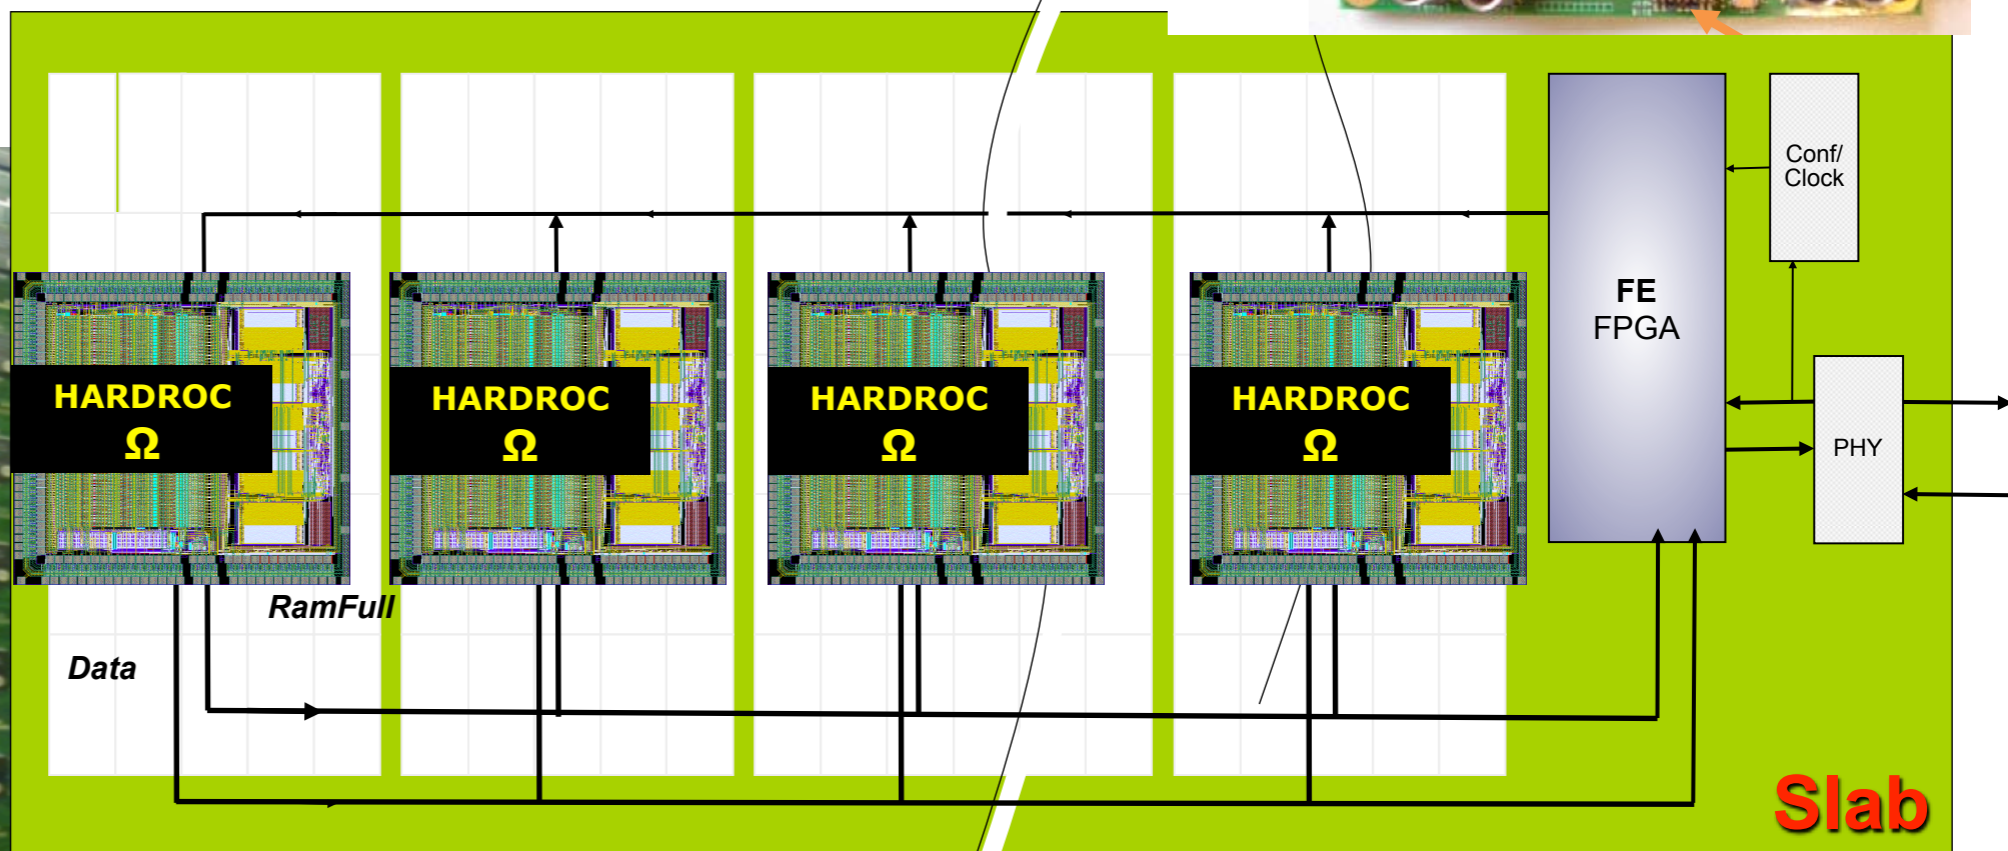 Conf/
Clock
FE
FPGA
HARDROC
Ω
HARDROC
Ω
HARDROC
Ω
HARDROC
Ω
PHY
RamFull
Data
Slab